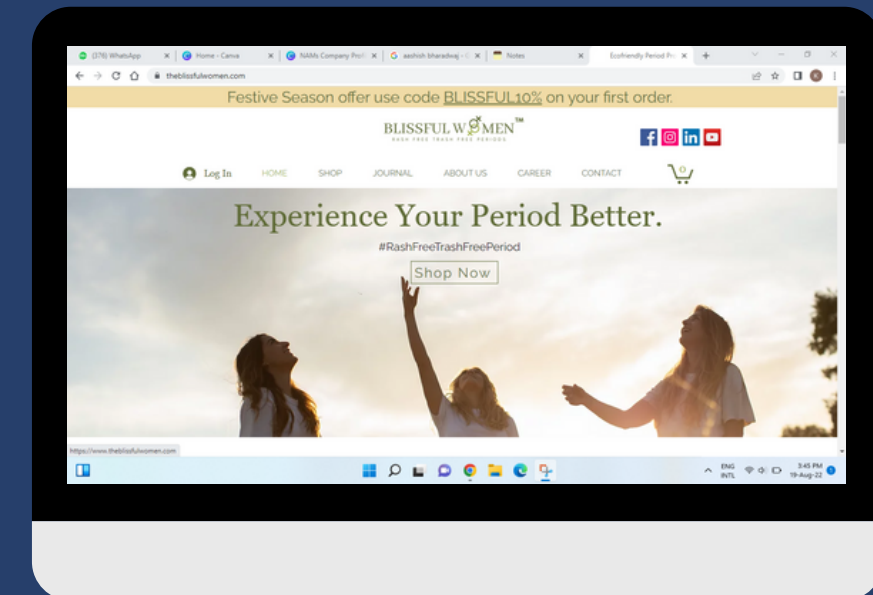 (376) WhatsApp
Home - Canva
NAMs Company Prof
aashish bharadwaj - G
Notes
Ecofriendly Period Pro
theblissfulwomen.com
Festive Season offer use code BLISSFUL10% on your first order.
BLISSFUL WOMEN™
RASH FREE TRASH FREE PERIODS
Log In
HOME
SHOP
JOURNAL
ABOUT US
CAREER
CONTACT
0
Experience Your Period Better.
#RashFreeTrashFreePeriod
Shop Now
https://www.theblissfulwomen.com
ENG
INTL
3:45 PM
19-Aug-22